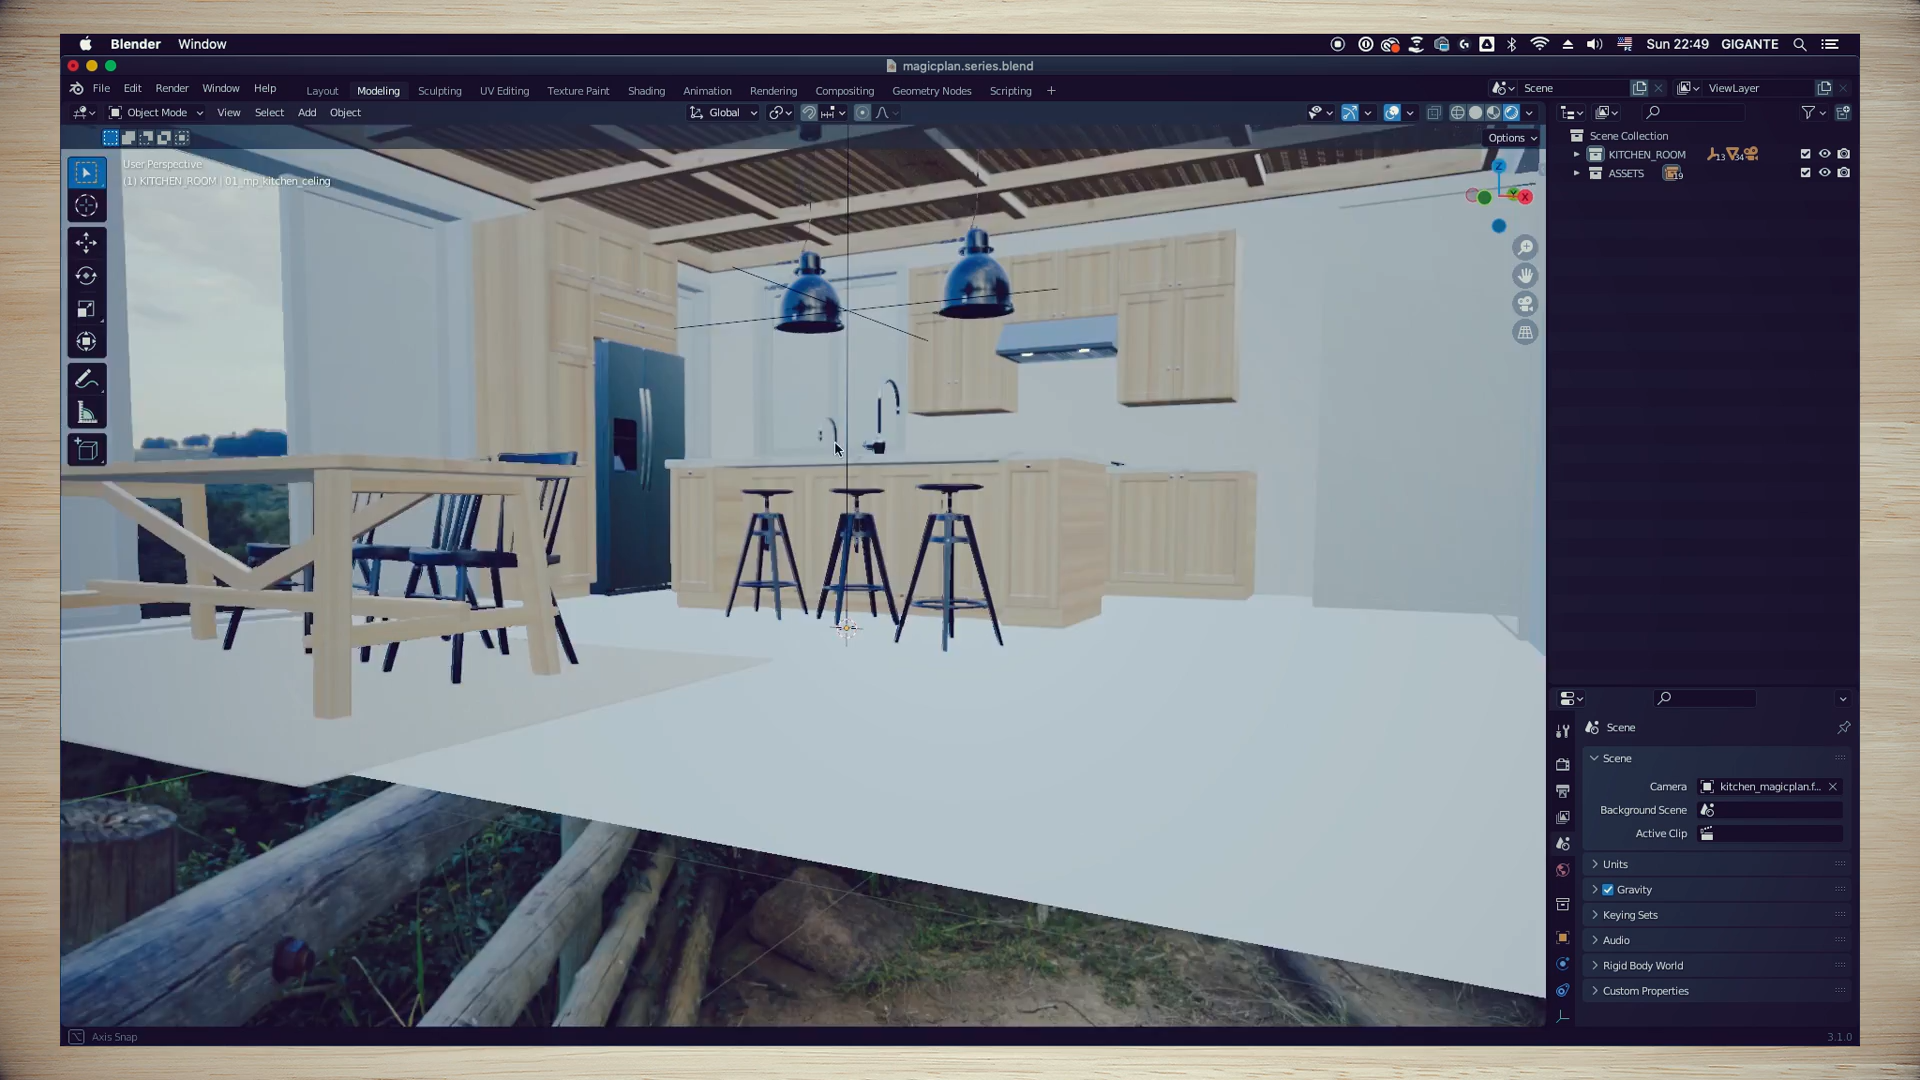 Blender Window
Sun 22:49 GIGANTE
magicplan.series.blend
File Edit Render Window Help
Layout Modeling Sculpting UV Editing Texture Paint Shading Animation Rendering Compositing Geometry Nodes Scripting +
Scene
ViewLayer
Object Mode View Select Add Object
Global
Options
User Perspective
(1) KITCHEN_ROOM | 01_mp_kitchen_celing
Z
Y
X
Scene Collection
KITCHEN_ROOM 13 34
ASSETS 19
Scene
Scene
Camera kitchen_magicplan.f...
Background Scene
Active Clip
Units
Gravity
Keying Sets
Audio
Rigid Body World
Custom Properties
Axis Snap
3.1.0